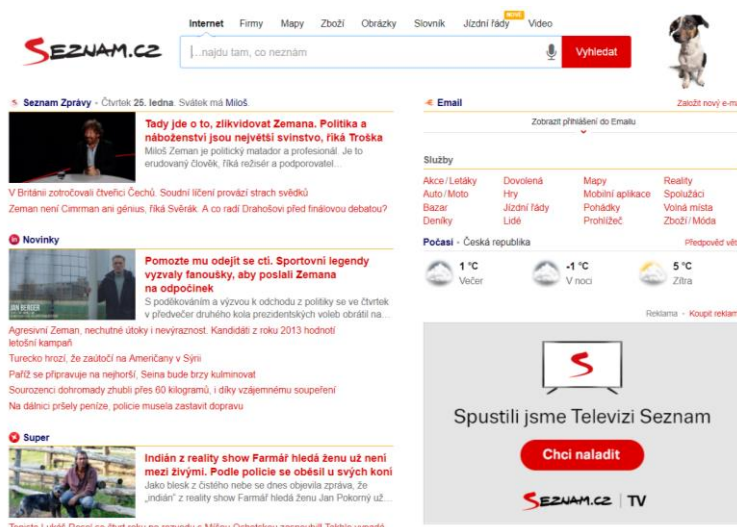 Internet Firmy Mapy Zboží Obrázky Slovník Jízdní řády Video
NOVÉ
SEZNAM.CZ
...najdu tam, co neznám
Vyhledat
Seznam Zprávy - Čtvrtek 25. ledna. Svátek má Miloš.
Tady jde o to, zlikvidovat Zemana. Politika a
náboženství jsou největší svinstvo, říká Troška
Miloš Zeman je politický matador a profesionál. Je to
erudovaný člověk, říká režisér a podporovatel...
V Británii zotročovali čtveřici Čechů. Soudní líčení provází strach svědků
Zeman není Cimrman ani génius, říká Svěrák. A co radí Drahošovi před finálovou debatou?
Novinky
Pomozte mu odejít se ctí. Sportovní legendy
vyzvaly fanoušky, aby poslali Zemana
na odpočinek
JAN BERGER
S poděkováním a výzvou k odchodu z politiky se ve čtvrtek
v předvečer druhého kola prezidentských voleb obrátil na...
Agresivní Zeman, nechutné útoky i nevýraznost. Kandidáti z roku 2013 hodnotí
letošní kampaň
Turecko hrozí, že zaútočí na Američany v Sýrii
Paříž se připravuje na nejhorší, Seina bude brzy kulminovat
Sourozenci dohromady zhubli přes 60 kilogramů, i díky vzájemnému soupeření
Na dálnici pršely peníze, policie musela zastavit dopravu
Super
Indián z reality show Farmář hledá ženu už není
mezi živými. Podle policie se oběsil u svých koní
Jako blesk z čistého nebe se dnes objevila zpráva, že
„indián" z reality show Farmář hledá ženu Jan Pokorný už...
Email
Založit nový e-ma
Zobrazit přihlášení do Emailu
Služby
Akce/Letáky Dovolená Mapy Reality
Auto/Moto Hry Mobilní aplikace Spolužáci
Bazar Jízdní řády Pohádky Volná místa
Deníky Lidé Prohlížeč Zboží/Móda
Počasí - Česká republika
Předpověď vět
1 °C -1 °C 5 °C
Večer V noci Zítra
Reklama - Koupit reklam
Spustili jsme Televizi Seznam
Chci naladit
SEZNAM.CZ | TV